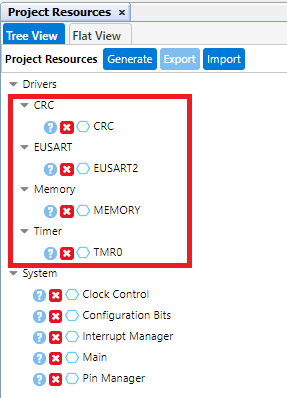 Project Resources
Tree View Flat View
Project Resources Generate Export Import
Drivers
CRC
CRC
EUSART
EUSART2
Memory
MEMORY
Timer
TMR0
System
Clock Control
Configuration Bits
Interrupt Manager
Main
Pin Manager